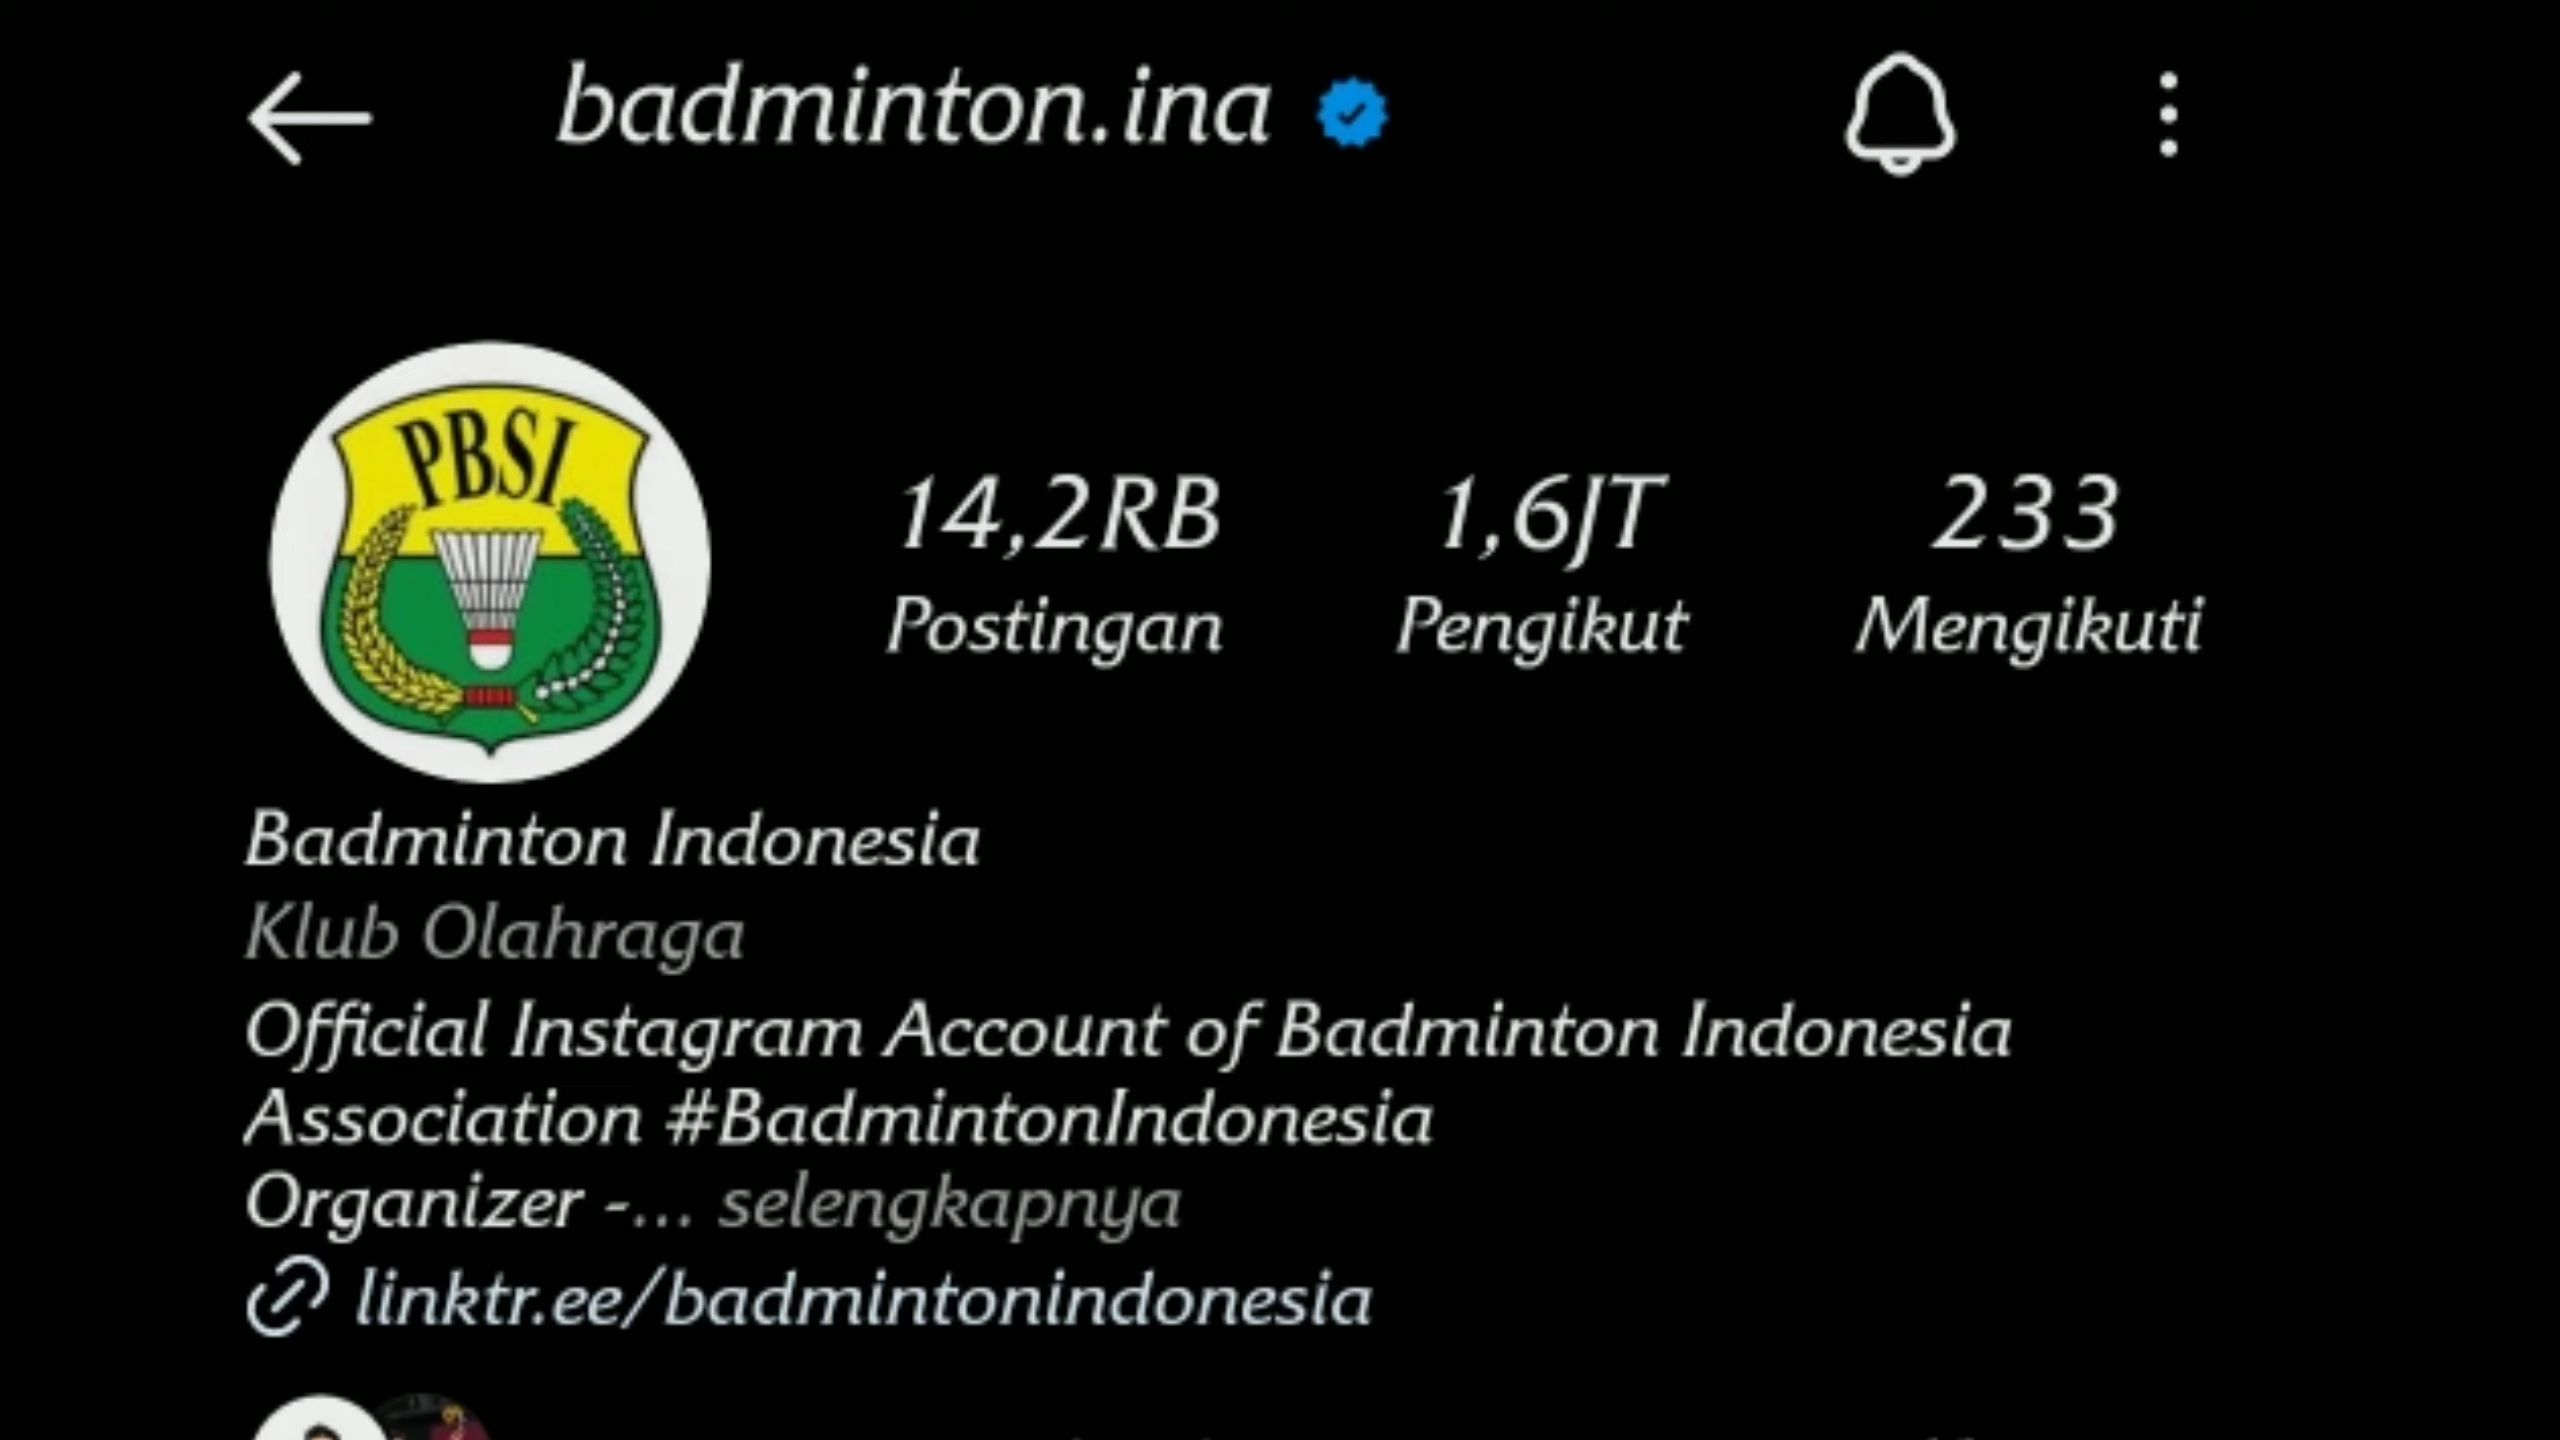 badminton.ina
PBSI
14,2RB 1,6JT 233
Postingan Pengikut Mengikuti
Badminton Indonesia
Klub Olahraga
Official Instagram Account of Badminton Indonesia
Association #BadmintonIndonesia
Organizer -... selengkapnya
linktr.ee/badmintonindonesia